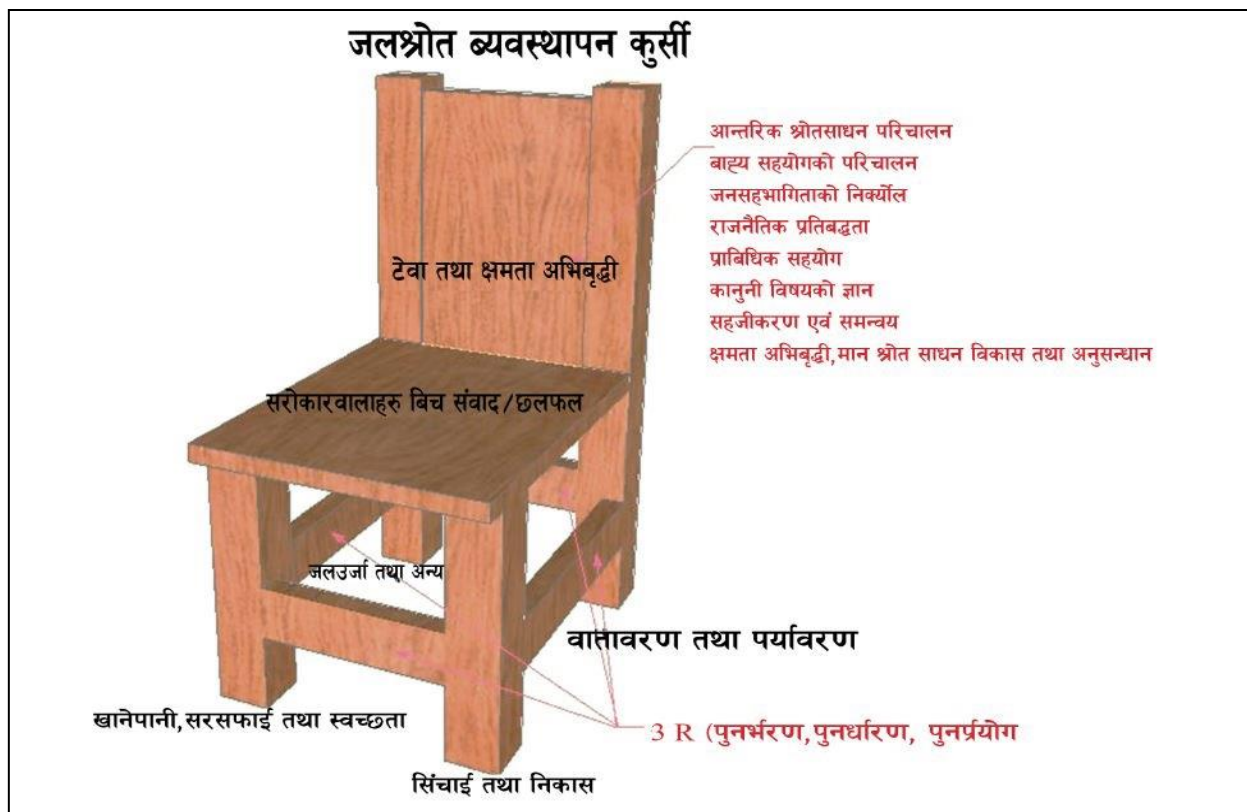 जलश्रोत ब्यवस्थापन कुर्सी
आन्तरिक श्रोतसाधन परिचालन
बाह्य सहयोगको परिचालन
जनसहभागिताको निर्क्योल
राजनैतिक प्रतिबद्धता
प्राबिधिक सहयोग
कानुनी विषयको ज्ञान
सहजीकरण एवं समन्वय
क्षमता अभिबृद्धी,मान श्रोत साधन विकास तथा अनुसन्धान
टेवा तथा क्षमता अभिबृद्धी
सरोकारवालाहरु बिच संवाद/छलफल
जलउर्जा तथा अन्य
वातावरण तथा पर्यावरण
खानेपानी,सरसफाई तथा स्वच्छता
3 R (पुनर्भरण,पुनर्धारण, पुनर्प्रयोग
सिंचाई तथा निकास